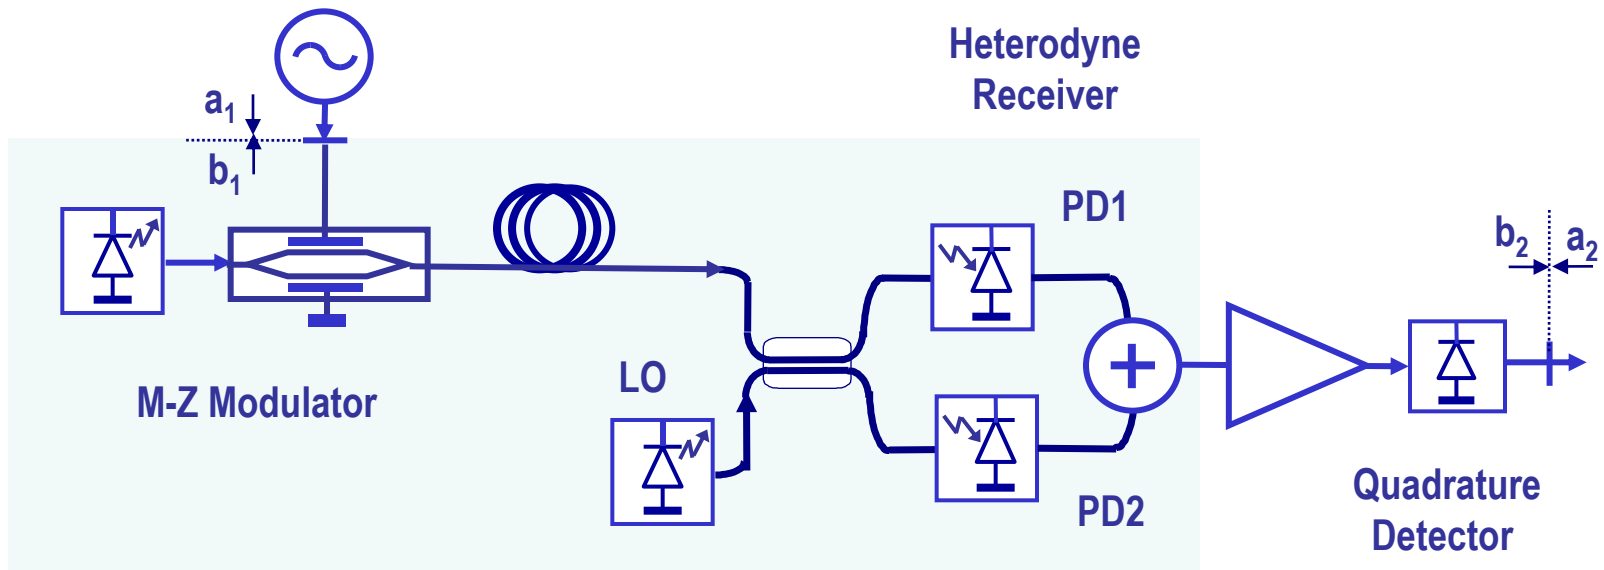 Heterodyne
Receiver
a1
b1
PD1
b2
a2
LO
M-Z Modulator
PD2
Quadrature
Detector